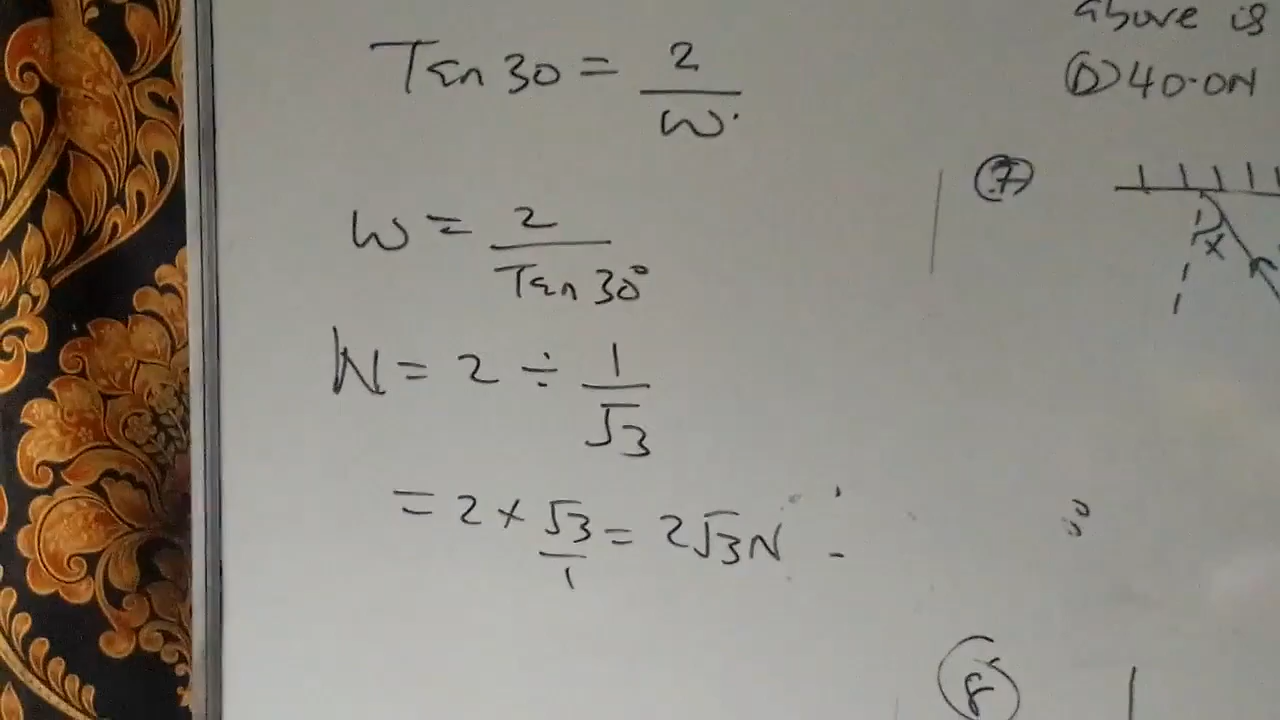 Tan 30 = 2/W
W = 2/Tan 30°
W = 2 ÷ 1/√3
= 2 × √3/1 = 2√3N
above is
(D) 40.0N
(7)
x
(8)